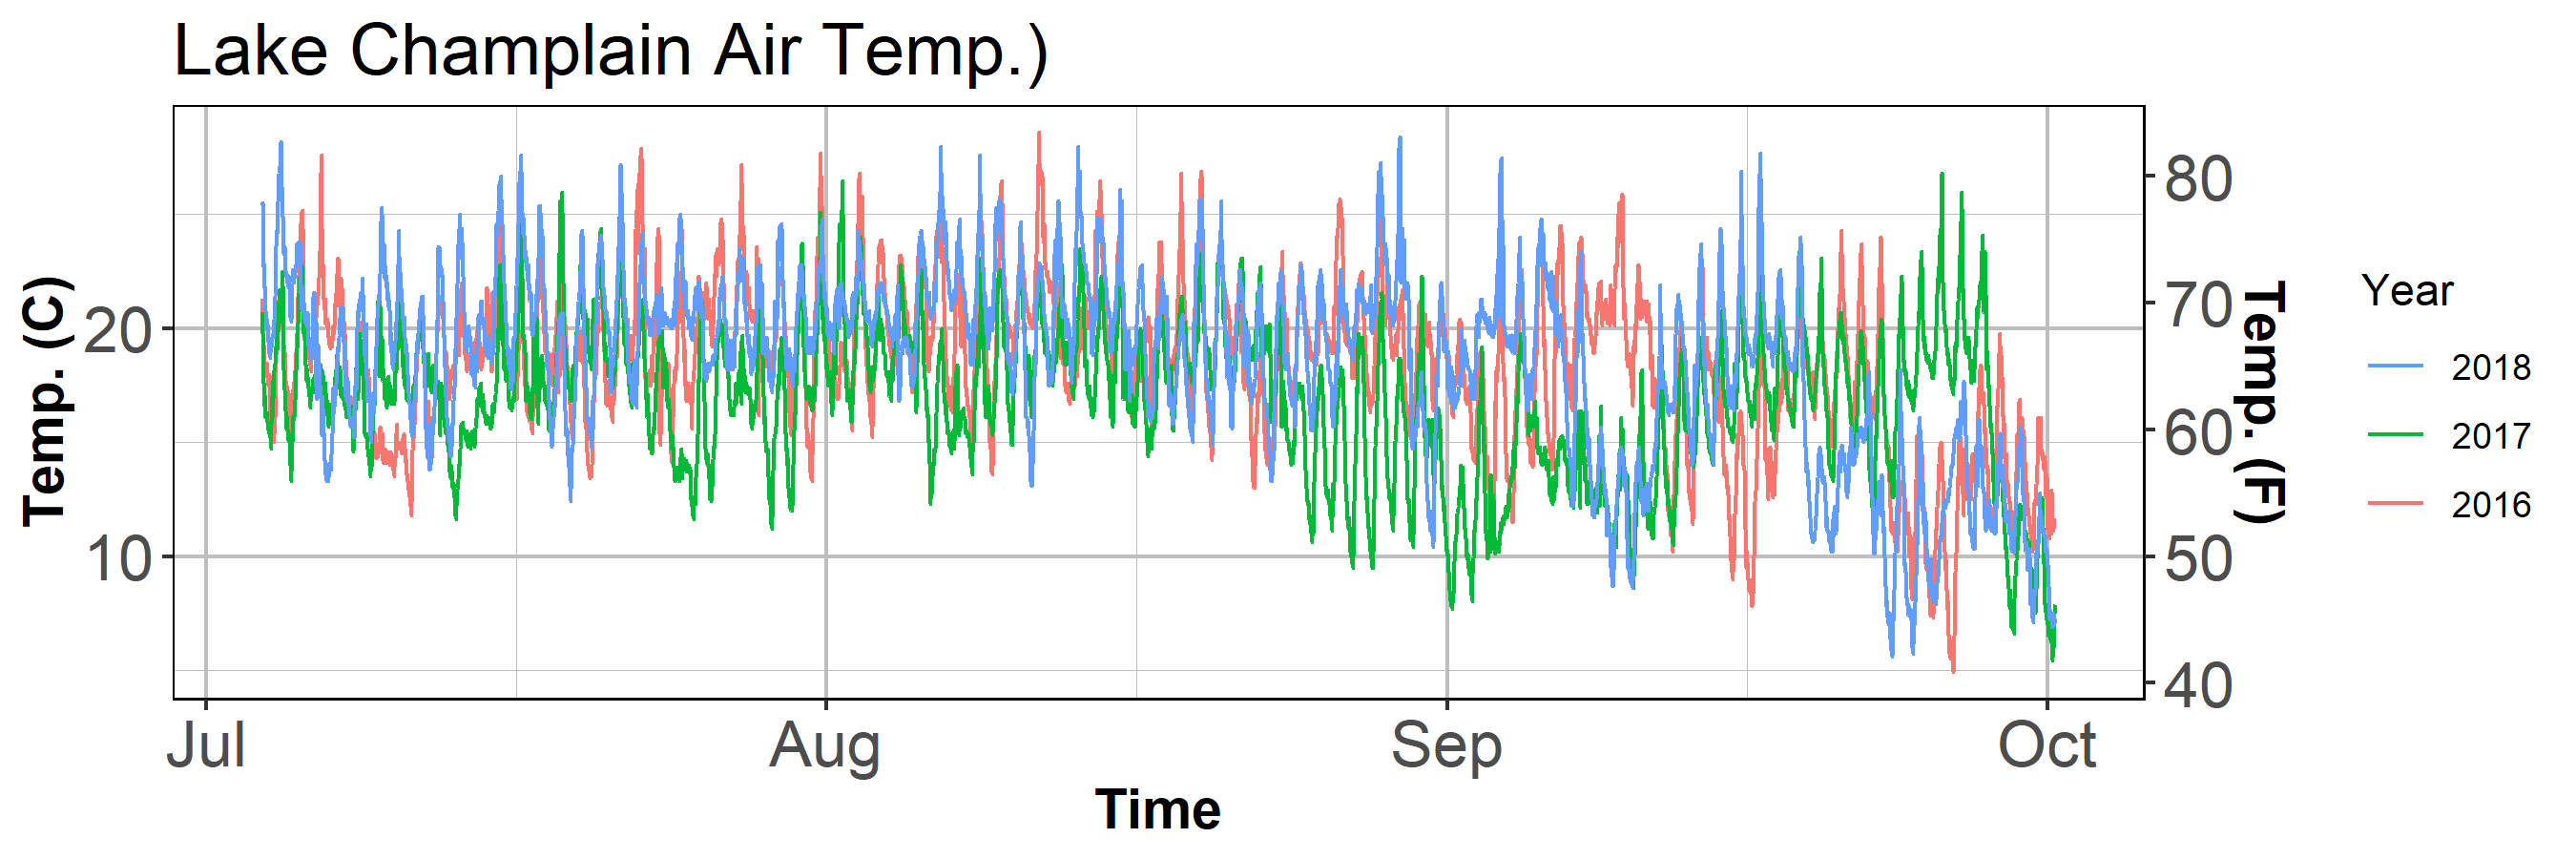 Lake Champlain Air Temp.)
Temp. (C)
20
10
80
70
60
50
40
Temp. (F)
Jul Aug Sep Oct
Time
Year
2018
2017
2016